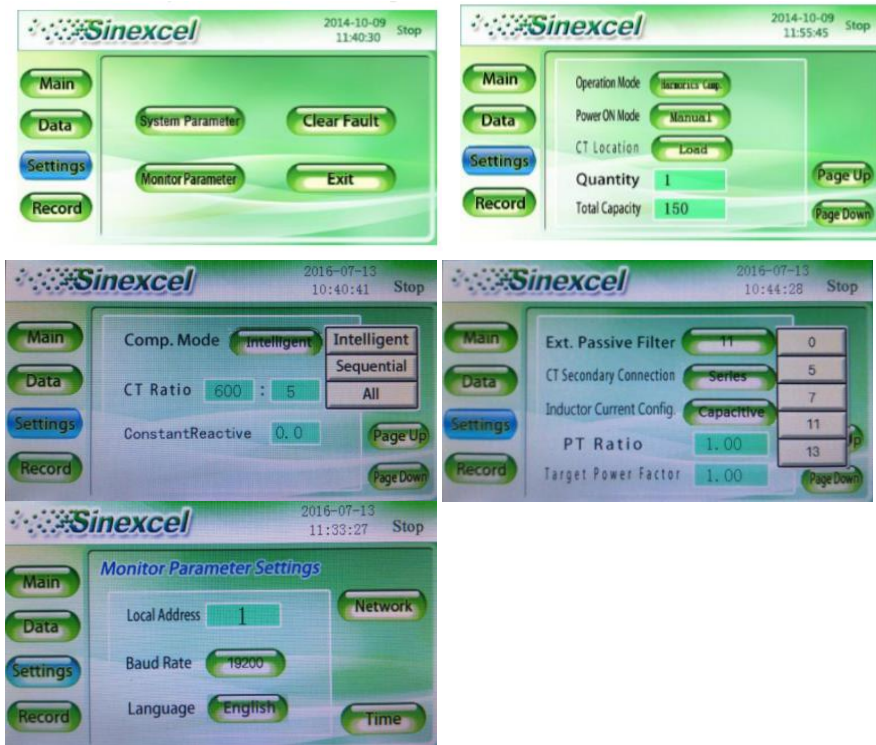 Sinexcel
2014-10-09
11:40:30
Stop
Main
Data
Settings
Record
System Parameter
Clear Fault
Monitor Parameter
Exit
Sinexcel
2014-10-09
11:55:45
Stop
Main
Data
Settings
Record
Operation Mode
Harmonics Comp.
Power ON Mode
Manual
CT Location
Load
Quantity
1
Total Capacity
150
Page Up
Page Down
Sinexcel
2016-07-13
10:40:41
Stop
Main
Data
Settings
Record
Comp. Mode
Intelligent
Intelligent
Sequential
All
CT Ratio
600 : 5
ConstantReactive
0.0
Page Up
Page Down
Sinexcel
2016-07-13
10:44:28
Stop
Main
Data
Settings
Record
Ext. Passive Filter
11
0
5
7
11
13
CT Secondary Connection
Series
Inductor Current Config.
Capacitive
PT Ratio
1.00
Target Power Factor
1.00
Page Down
Sinexcel
2016-07-13
11:33:27
Stop
Main
Data
Settings
Record
Monitor Parameter Settings
Local Address
1
Network
Baud Rate
19200
Language
English
Time